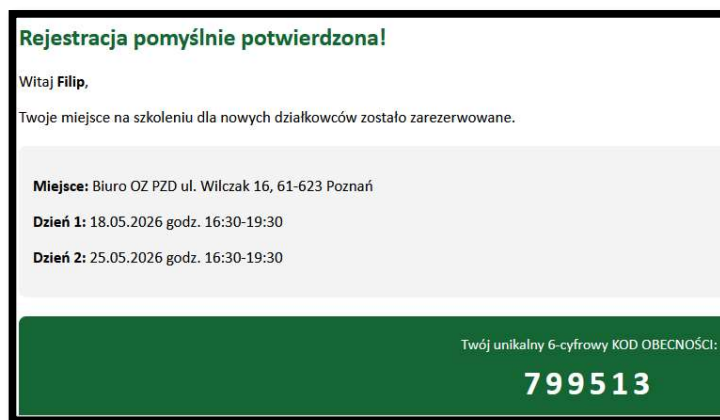 Rejestracja pomyślnie potwierdzona!
Witaj Filip,
Twoje miejsce na szkoleniu dla nowych działkowców zostało zarezerwowane.
Miejsce: Biuro OZ PZD ul. Wilczak 16, 61-623 Poznań
Dzień 1: 18.05.2026 godz. 16:30-19:30
Dzień 2: 25.05.2026 godz. 16:30-19:30
Twój unikalny 6-cyfrowy KOD OBECNOŚCI:
799513